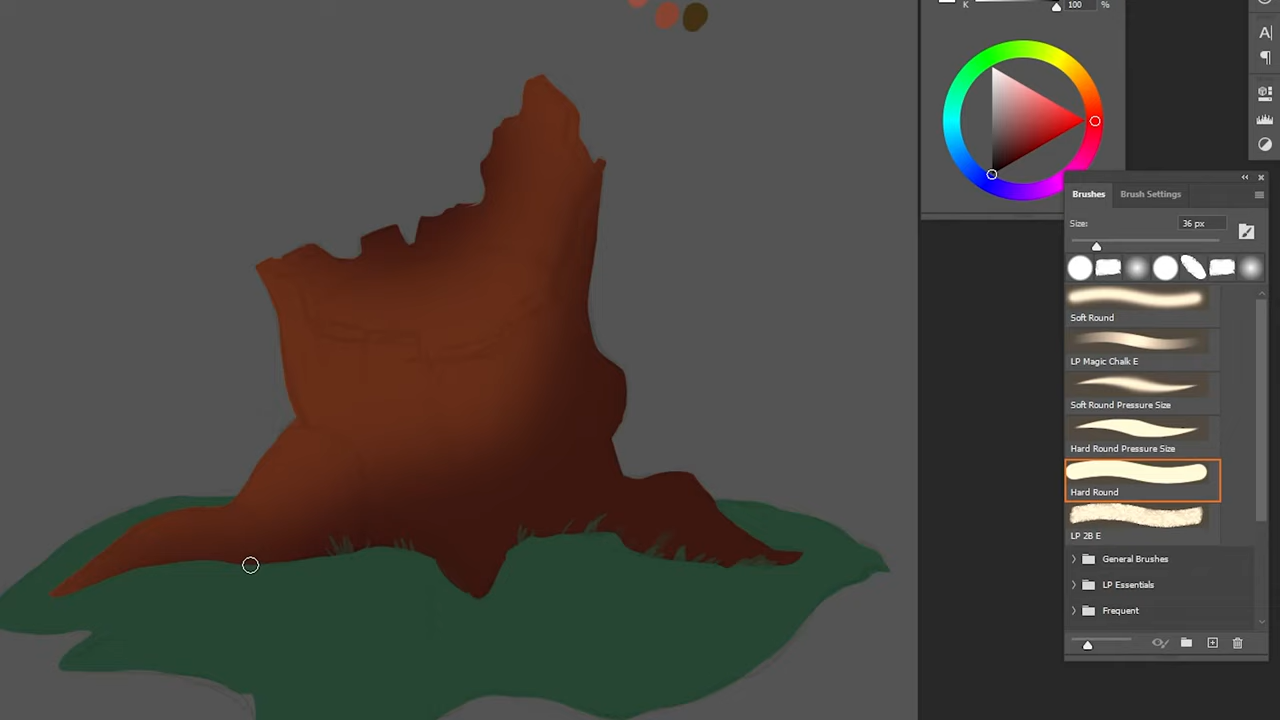 K 100 %
A|
¶
Brushes Brush Settings
Size: 36 px
Soft Round
LP Magic Chalk E
Soft Round Pressure Size
Hard Round Pressure Size
Hard Round
LP 2B E
General Brushes
LP Essentials
Frequent